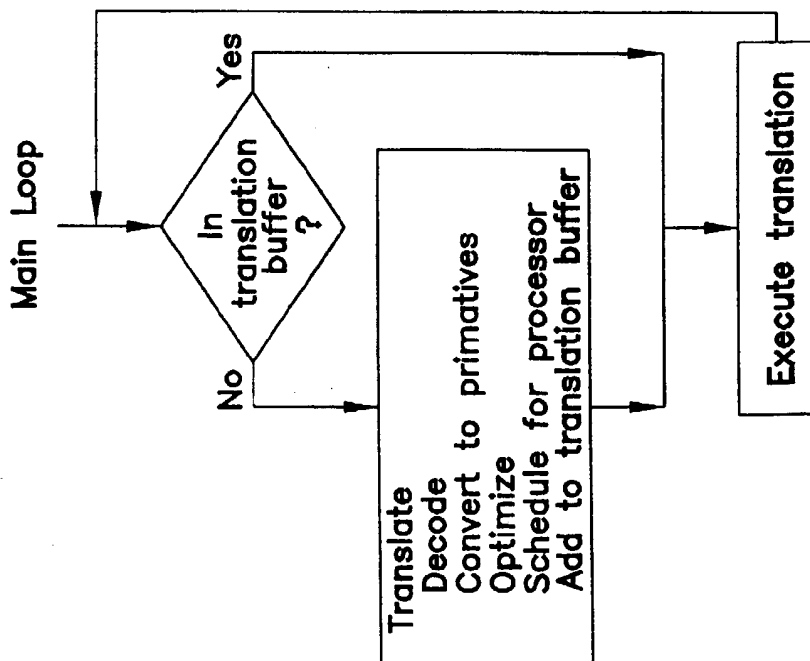 Main Loop
In
translation
buffer
?
Yes
No
Translate
Decode
Convert to primatives
Optimize
Schedule for processor
Add to translation buffer
Execute translation